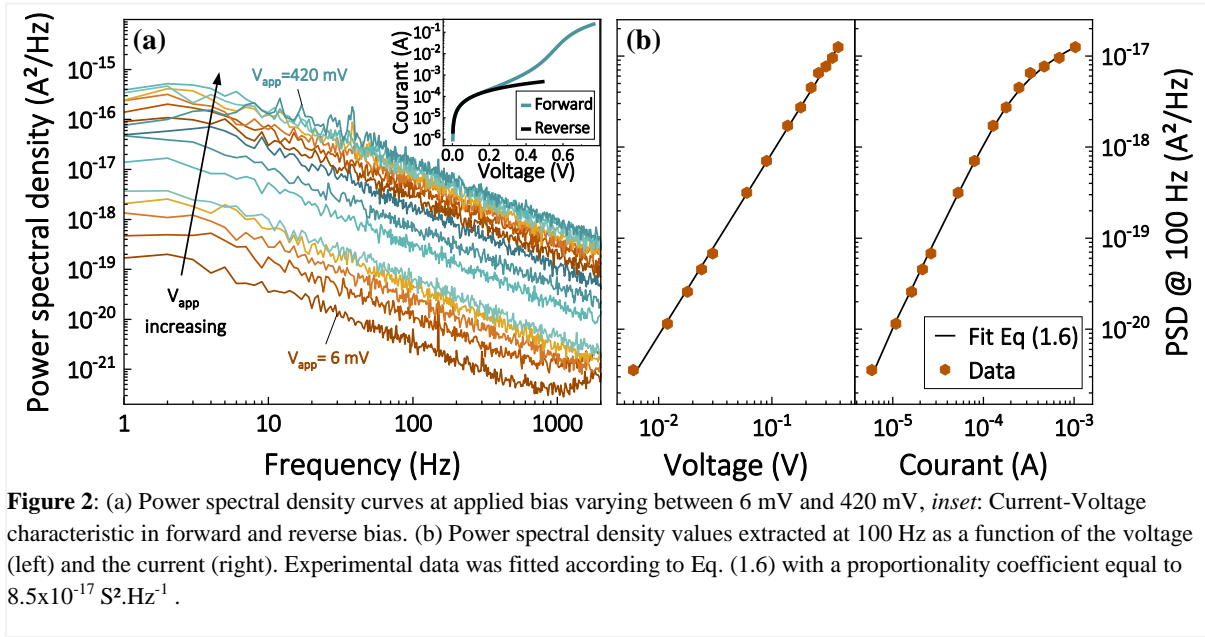 (a)
Power spectral density (A²/Hz)
10⁻¹⁵
10⁻¹⁶
10⁻¹⁷
10⁻¹⁸
10⁻¹⁹
10⁻²⁰
10⁻²¹
V_app=420 mV
V_app increasing
V_app= 6 mV
1 10 100 1000
Frequency (Hz)
Courant (A)
10⁻¹
10⁻²
10⁻³
10⁻⁴
10⁻⁵
10⁻⁶
Forward
Reverse
0.0 0.2 0.4 0.6
Voltage (V)
(b)
10⁻² 10⁻¹
Voltage (V)
10⁻⁵ 10⁻⁴ 10⁻³
Courant (A)
Fit Eq (1.6)
Data
10⁻¹⁷
10⁻¹⁸
10⁻¹⁹
10⁻²⁰
PSD @ 100 Hz (A²/Hz)
Figure 2: (a) Power spectral density curves at applied bias varying between 6 mV and 420 mV, inset: Current-Voltage
characteristic in forward and reverse bias. (b) Power spectral density values extracted at 100 Hz as a function of the voltage
(left) and the current (right). Experimental data was fitted according to Eq. (1.6) with a proportionality coefficient equal to
8.5x10⁻¹⁷ S².Hz⁻¹ .